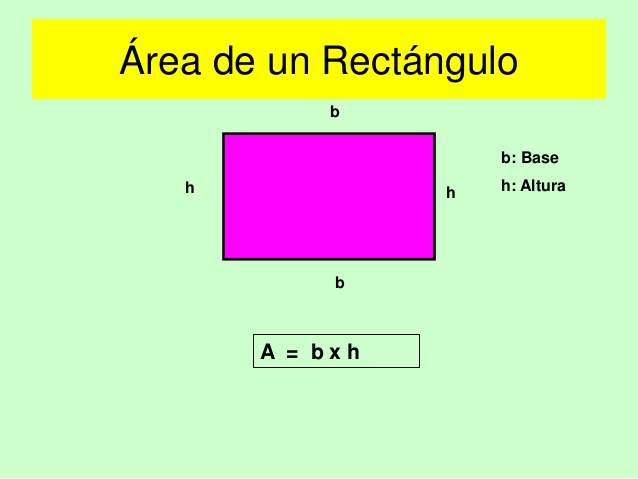 Área de un Rectángulo
b
b: Base
h
h
h: Altura
b
A = b x h